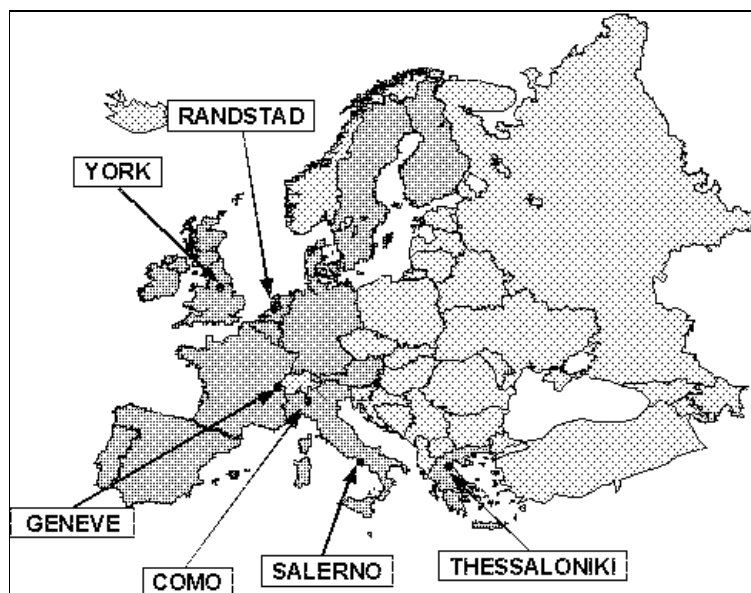 RANDSTAD
YORK
GENEVE
COMO
SALERNO
THESSALONIKI